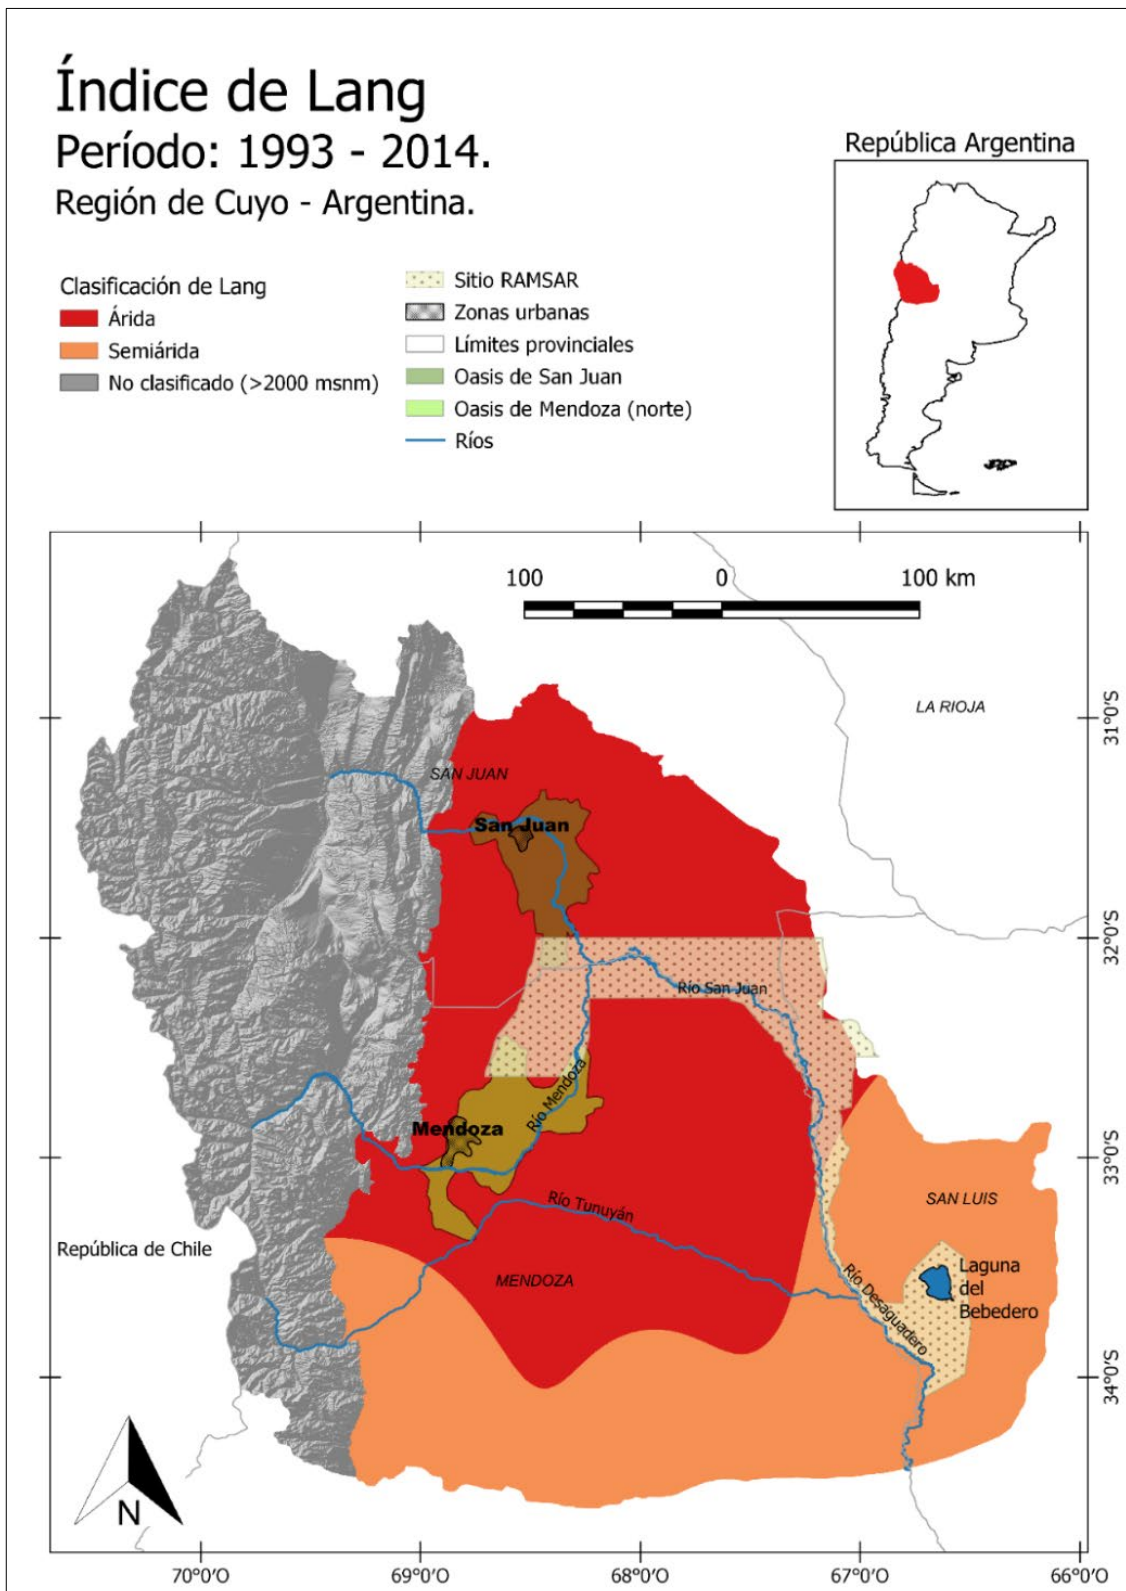 Índice de Lang
Período: 1993 - 2014.
Región de Cuyo - Argentina.
República Argentina
Clasificación de Lang
Árida
Semiárida
No clasificado (>2000 msnm)
Sitio RAMSAR
Zonas urbanas
Límites provinciales
Oasis de San Juan
Oasis de Mendoza (norte)
Ríos
100 0 100 km
LA RIOJA
31°0'S
SAN JUAN
San Juan
32°0'S
Río San Juan
Río Mendoza
Mendoza
33°0'S
Río Tunuyán
SAN LUIS
República de Chile
MENDOZA
Río Desaguadero
Laguna
del
Bebedero
34°0'S
N
70°0'O 69°0'O 68°0'O 67°0'O 66°0'O